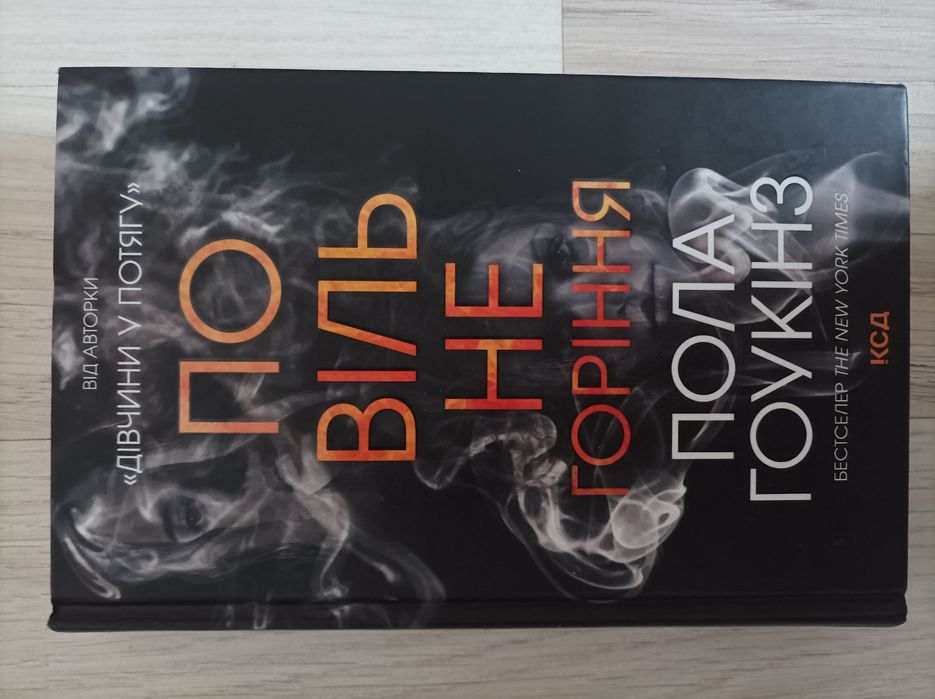 ВІД АВТОРКИ
«ДІВЧИНИ У ПОТЯГУ»
ПО
ВІЛЬ
НЕ
ГОРІННЯ
ПОЛА
ГОУКІНЗ
БЕСТСЕЛЕР THE NEW YORK TIMES
КСД